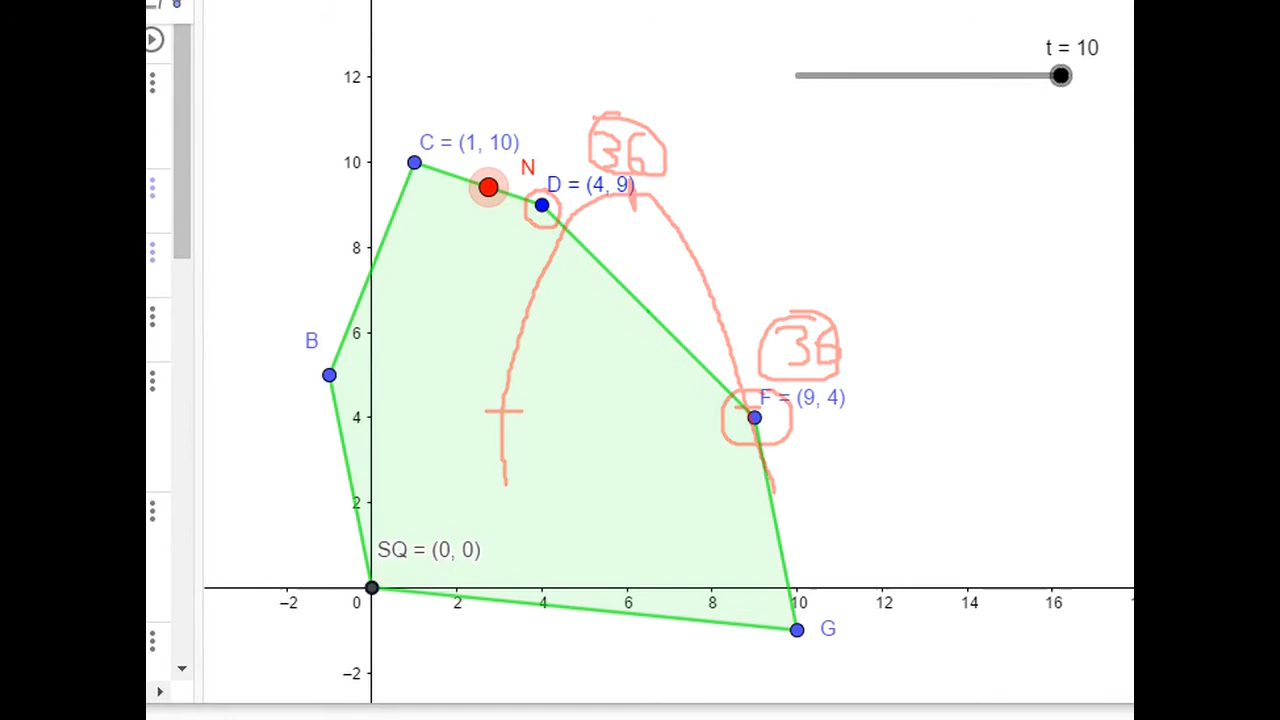 t = 10
12
36
C = (1, 10)
10
N
D = (4, 9)
8
B
6
36
F = (9, 4)
4
2
SQ = (0, 0)
−2 0 2 4 6 8 10 12 14 16
G
−2